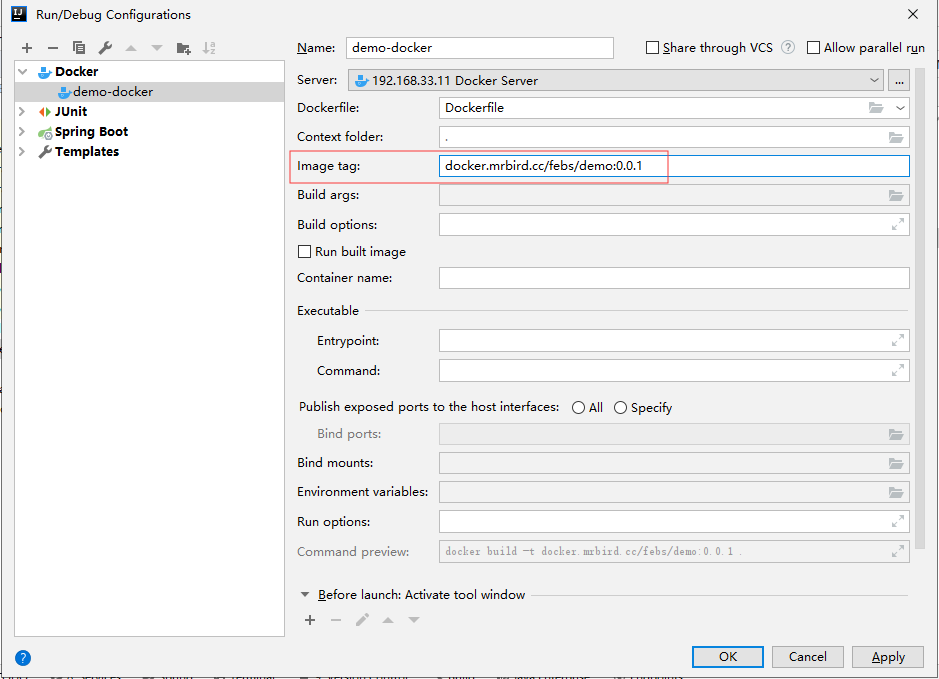 Run/Debug Configurations
Name: demo-docker Share through VCS ? Allow parallel run
Docker
demo-docker
JUnit
Spring Boot
Templates
Server: 192.168.33.11 Docker Server ...
Dockerfile: Dockerfile
Context folder: .
Image tag: docker.mrbird.cc/febs/demo:0.0.1
Build args:
Build options:
Run built image
Container name:
Executable
Entrypoint:
Command:
Publish exposed ports to the host interfaces: All Specify
Bind ports:
Bind mounts:
Environment variables:
Run options:
Command preview: docker build -t docker.mrbird.cc/febs/demo:0.0.1 .
Before launch: Activate tool window
? OK Cancel Apply